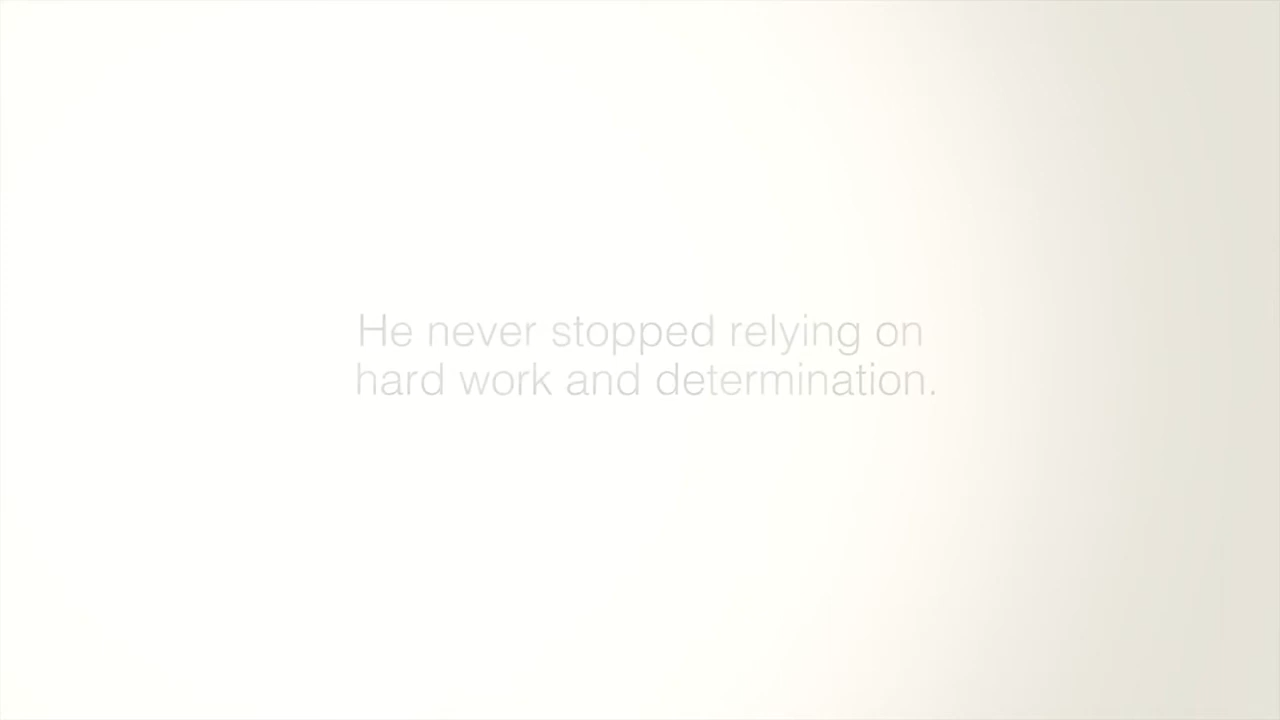 He never stopped relying on
hard work and determination.